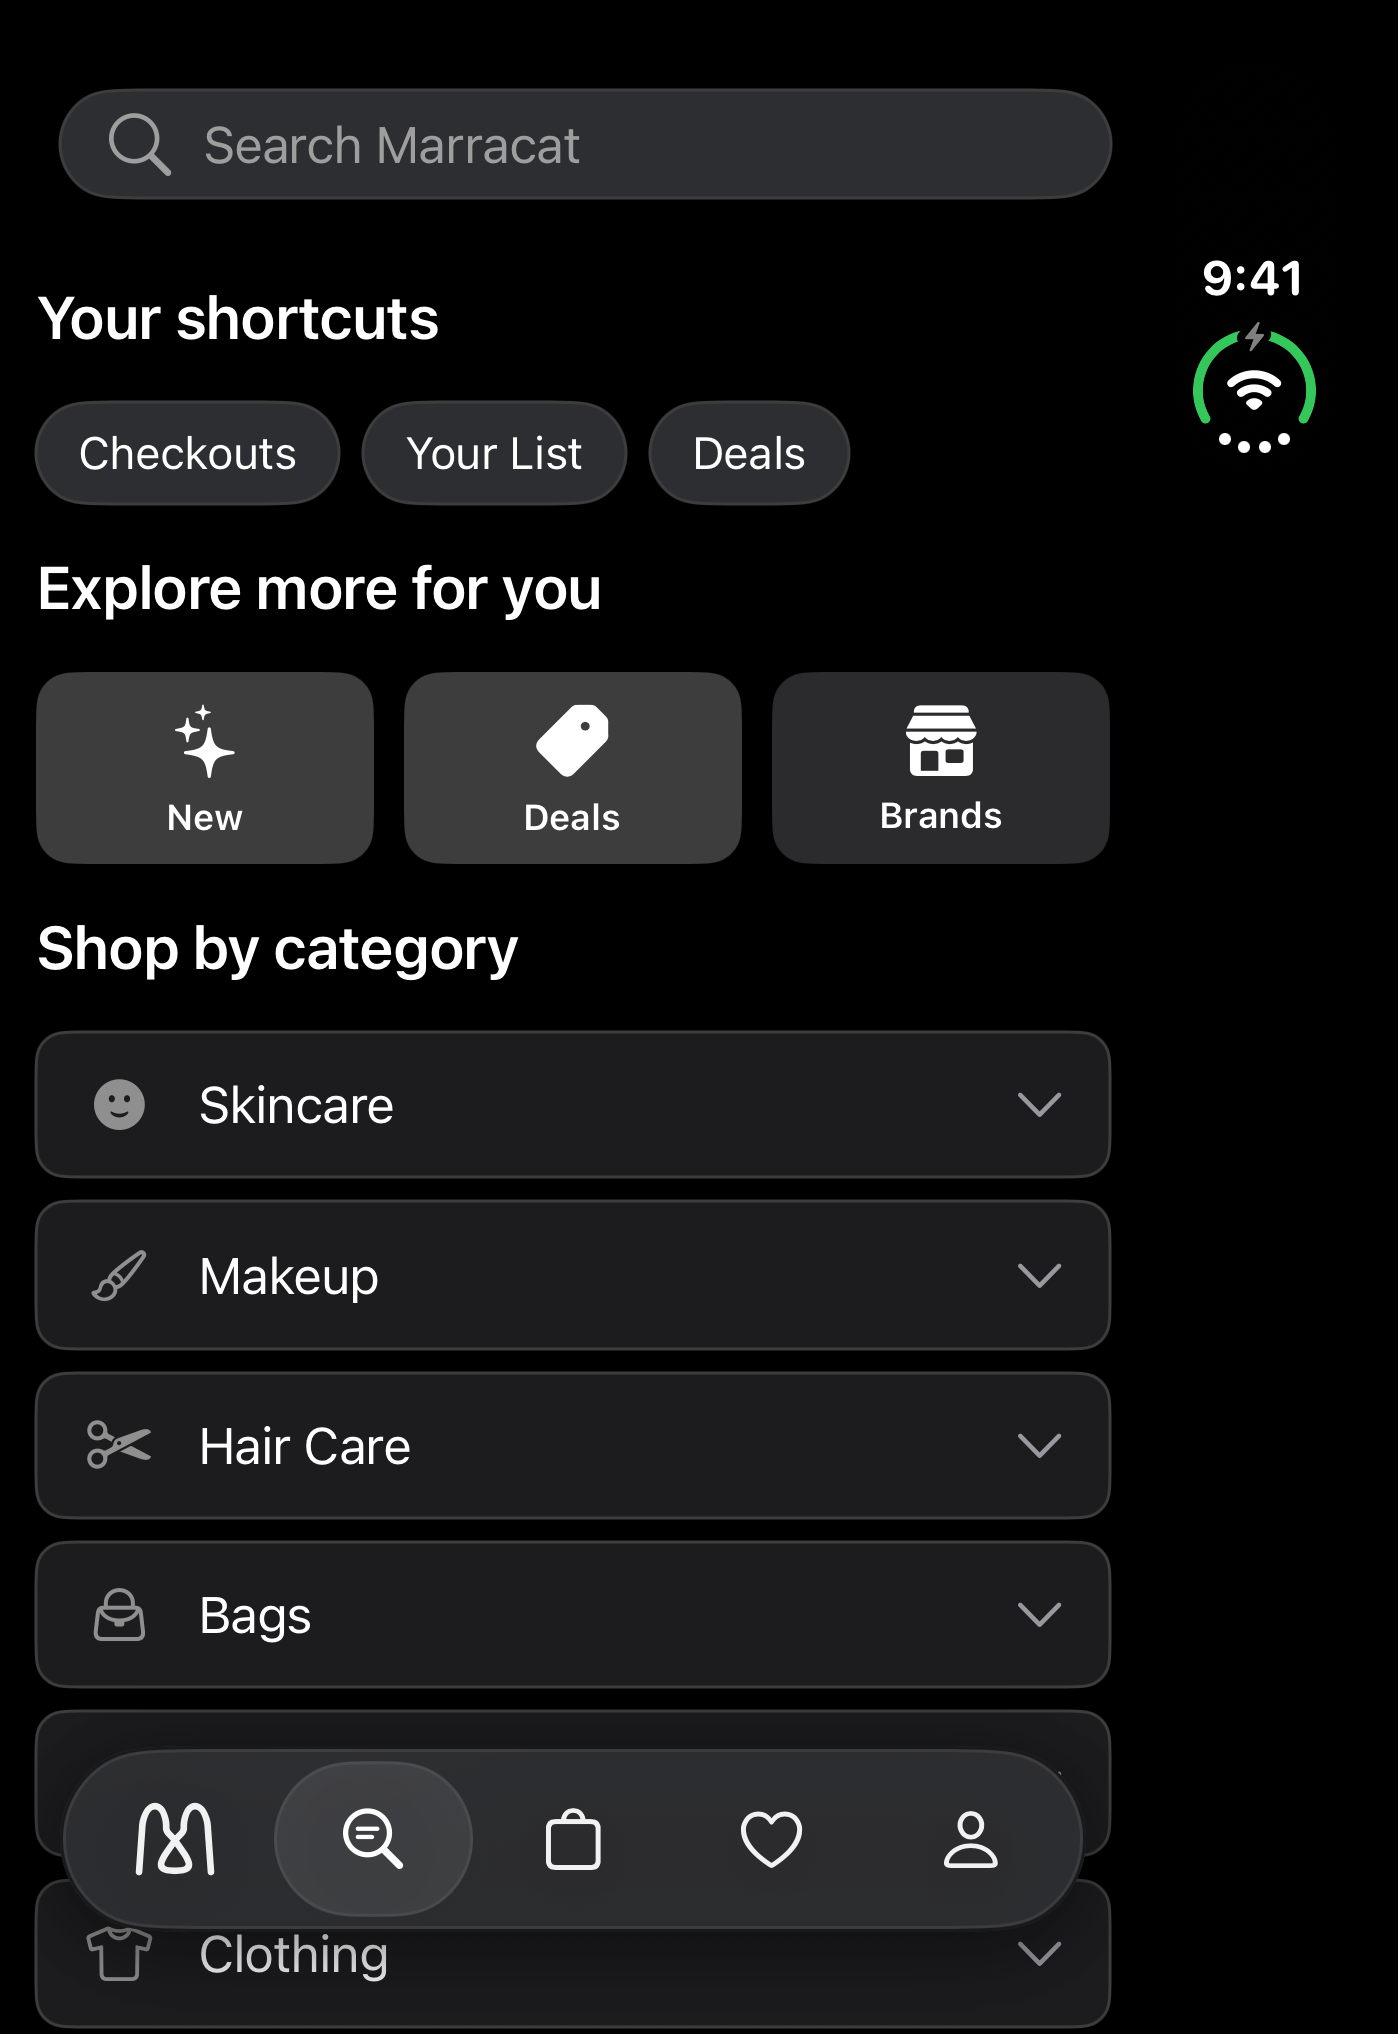 Search Marracat
9:41
Your shortcuts
Checkouts
Your List
Deals
Explore more for you
New
Deals
Brands
Shop by category
Skincare
Makeup
Hair Care
Bags
Clothing